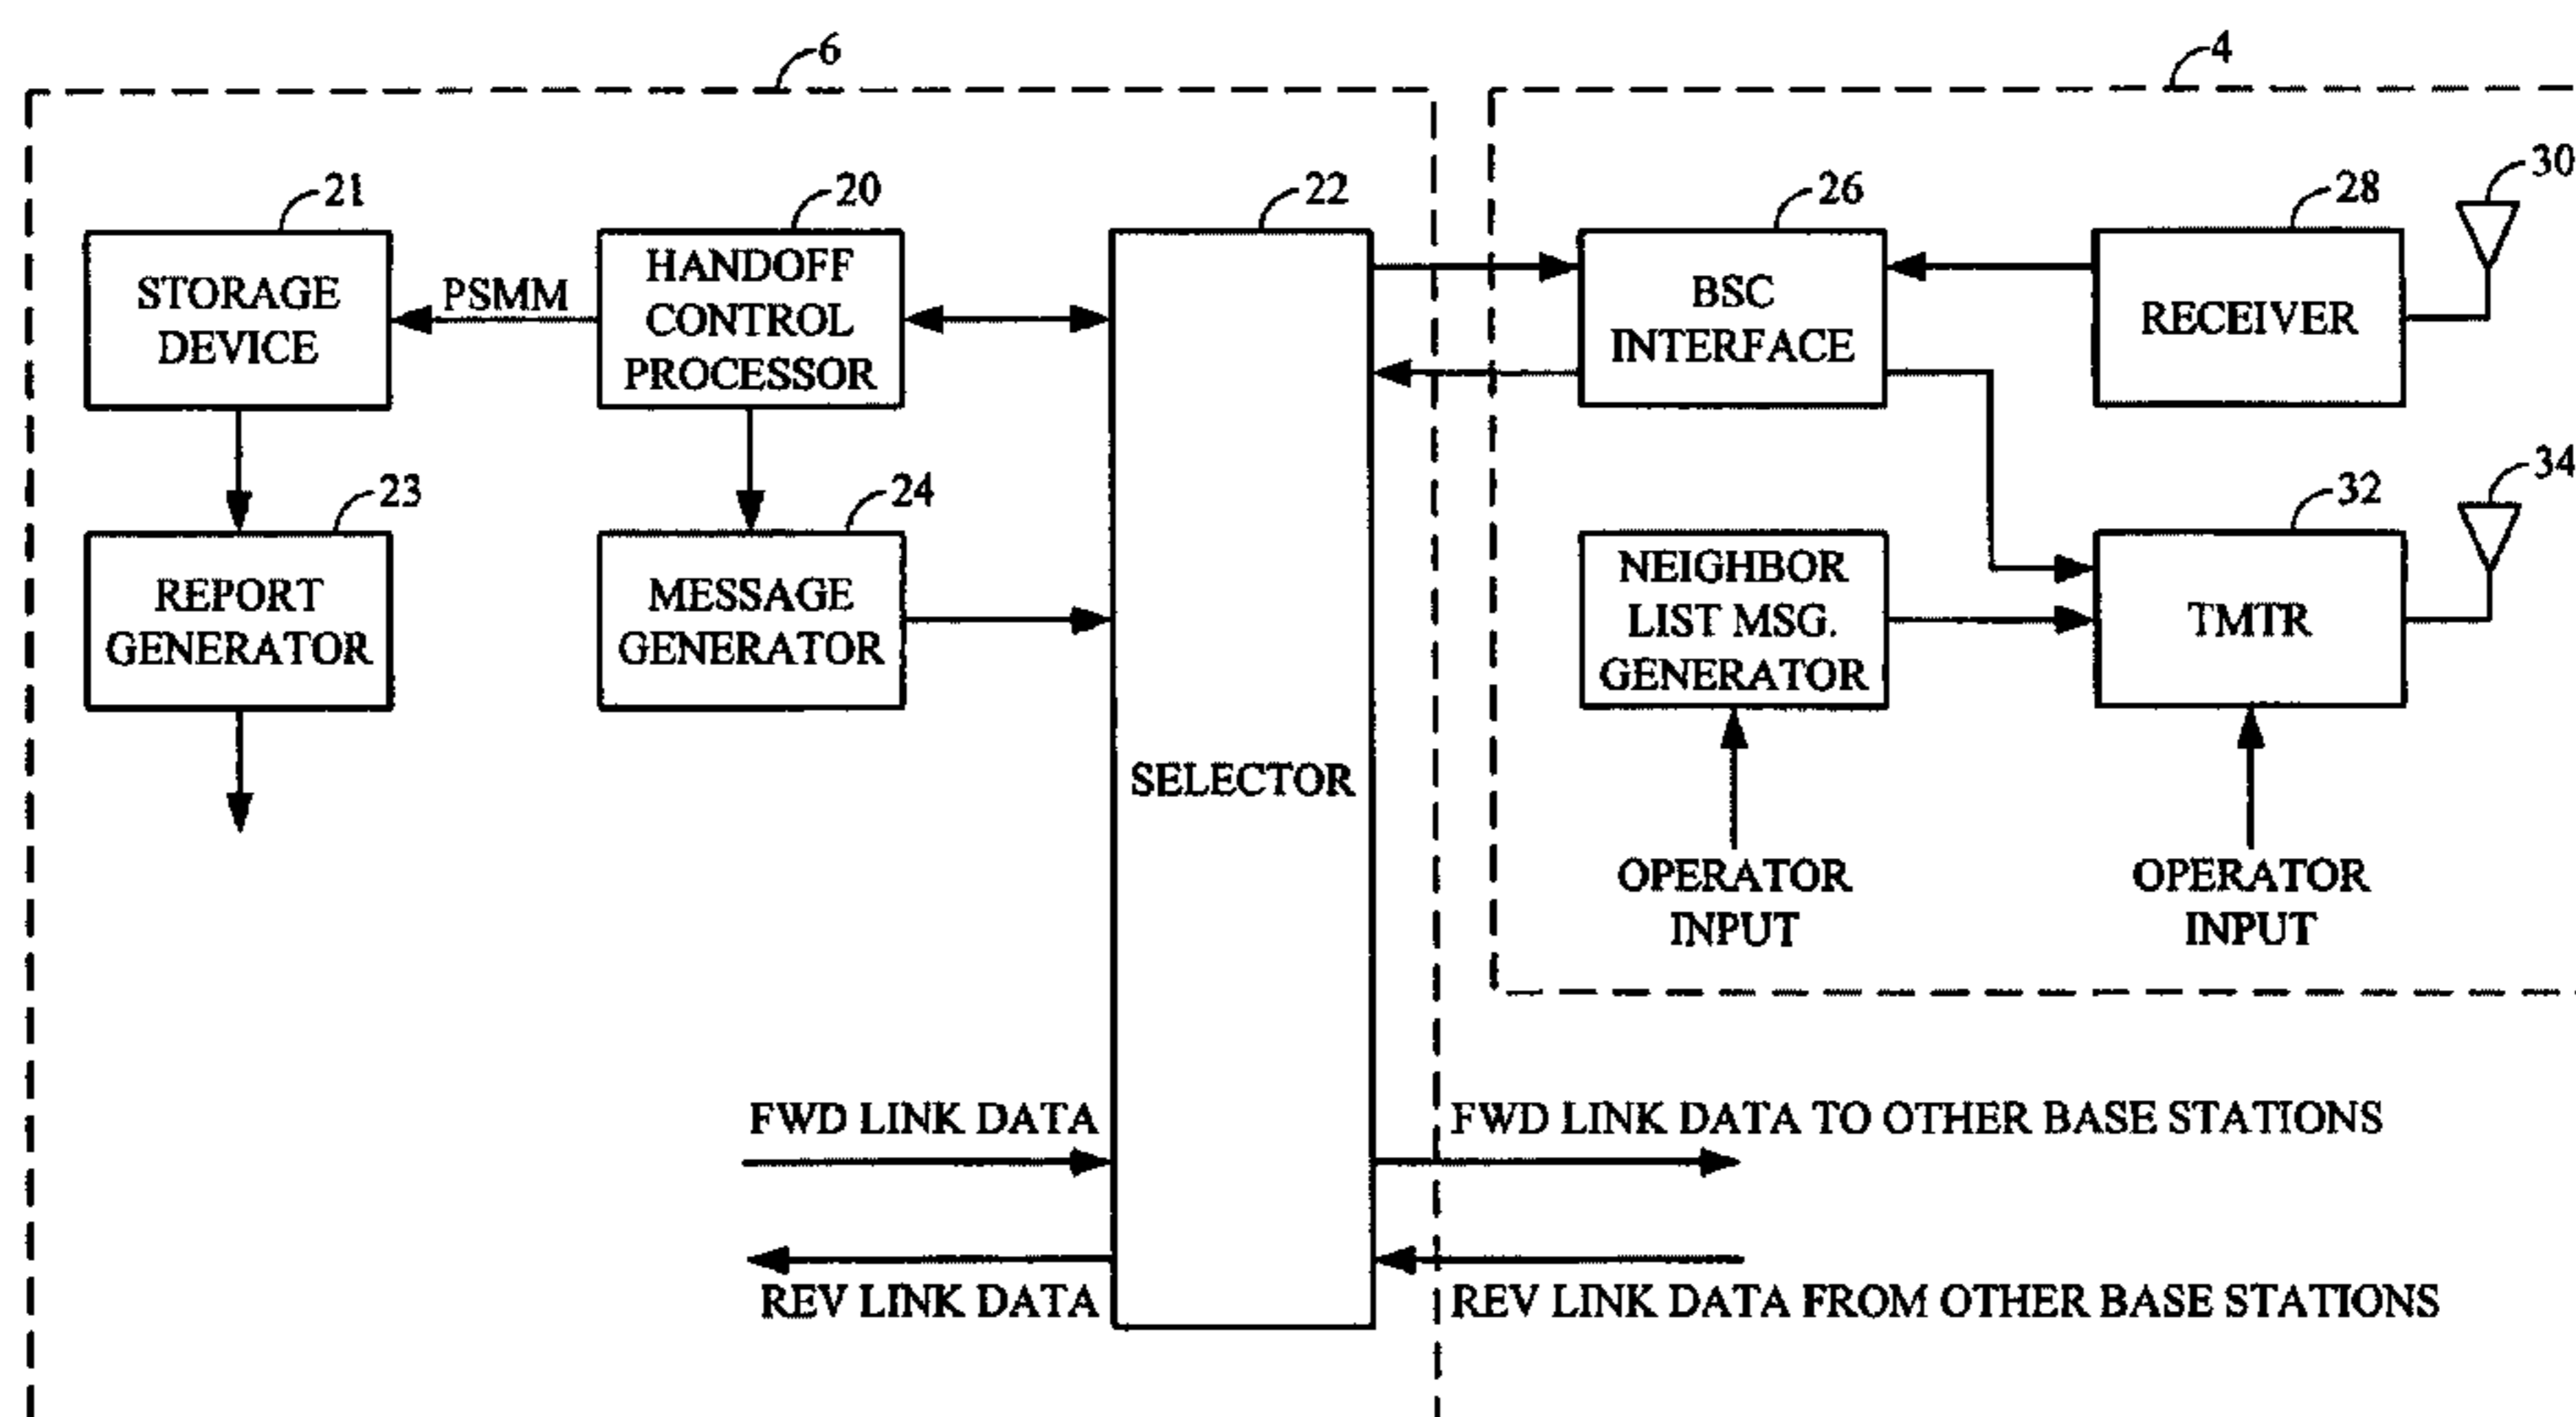 6
4
21
20
22
26
28
30
STORAGE
DEVICE
PSMM
HANDOFF
CONTROL
PROCESSOR
BSC
INTERFACE
RECEIVER
23
24
32
34
REPORT
GENERATOR
MESSAGE
GENERATOR
SELECTOR
NEIGHBOR
LIST MSG.
GENERATOR
TMTR
OPERATOR
INPUT
OPERATOR
INPUT
FWD LINK DATA
FWD LINK DATA TO OTHER BASE STATIONS
REV LINK DATA
REV LINK DATA FROM OTHER BASE STATIONS